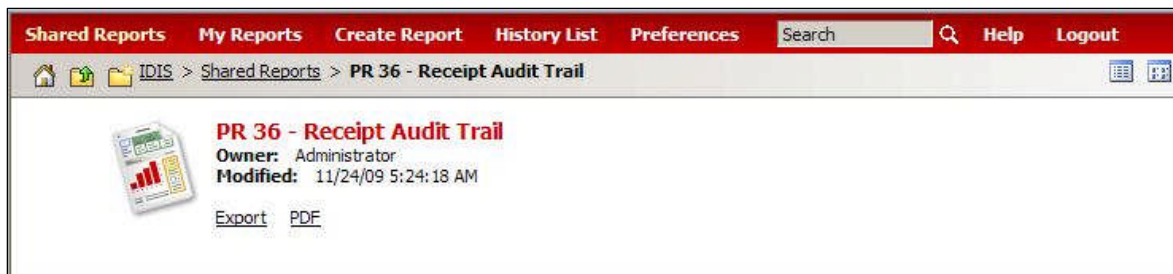 Shared Reports My Reports Create Report History List Preferences Search Help Logout
IDIS > Shared Reports > PR 36 - Receipt Audit Trail
PR 36 - Receipt Audit Trail
Owner: Administrator
Modified: 11/24/09 5:24:18 AM
Export PDF